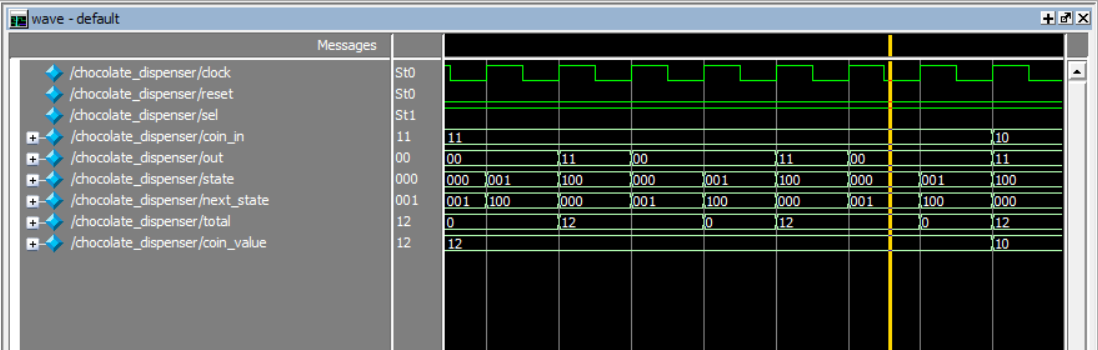 wave - default
Messages
/chocolate_dispenser/clock St0
/chocolate_dispenser/reset St0
/chocolate_dispenser/sel St1
/chocolate_dispenser/coin_in 11 11 10
/chocolate_dispenser/out 00 00 11 00 11 00 11
/chocolate_dispenser/state 000 000 001 100 000 001 100 000 001 100
/chocolate_dispenser/next_state 001 001 100 000 001 100 000 001 100 000
/chocolate_dispenser/total 12 0 12 0 12 0 12
/chocolate_dispenser/coin_value 12 12 10